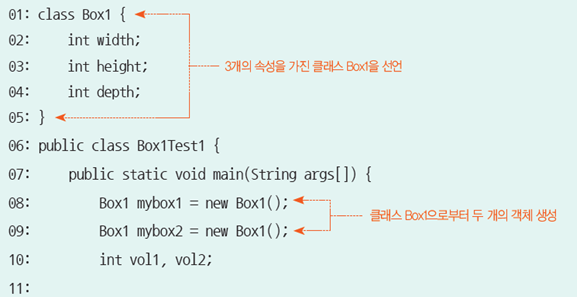 01: class Box1 {
02: int width;
03: int height;
3개의 속성을 가진 클래스 Box1을 선언
04: int depth;
05: }
06: public class Box1Test1 {
07: public static void main(String args[]) {
08: Box1 mybox1 = new Box1();
클래스 Box1으로부터 두 개의 객체 생성
09: Box1 mybox2 = new Box1();
10: int vol1, vol2;
11: